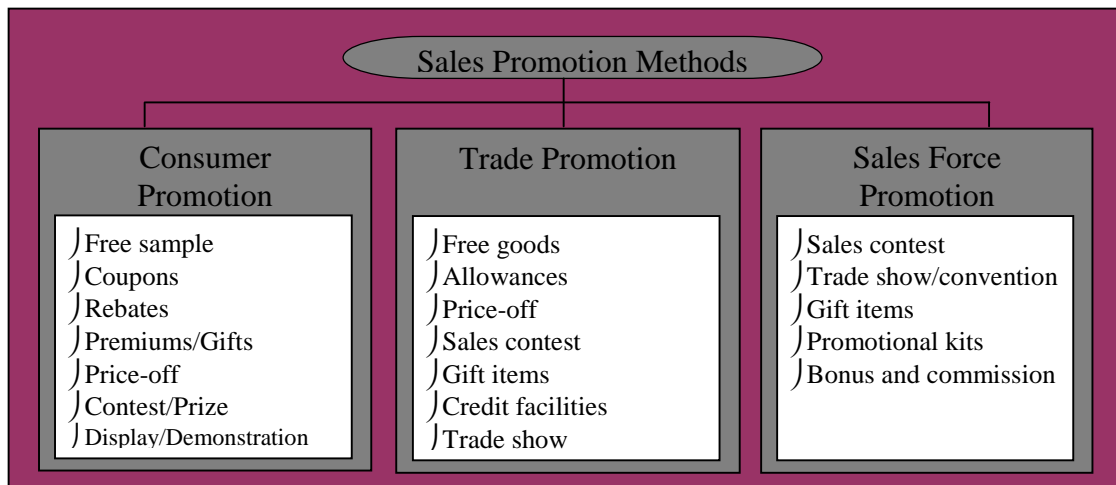 Sales Promotion Methods
Consumer
Promotion
Free sample
Coupons
Rebates
Premiums/Gifts
Price-off
Contest/Prize
Display/Demonstration
Trade Promotion
Free goods
Allowances
Price-off
Sales contest
Gift items
Credit facilities
Trade show
Sales Force
Promotion
Sales contest
Trade show/convention
Gift items
Promotional kits
Bonus and commission